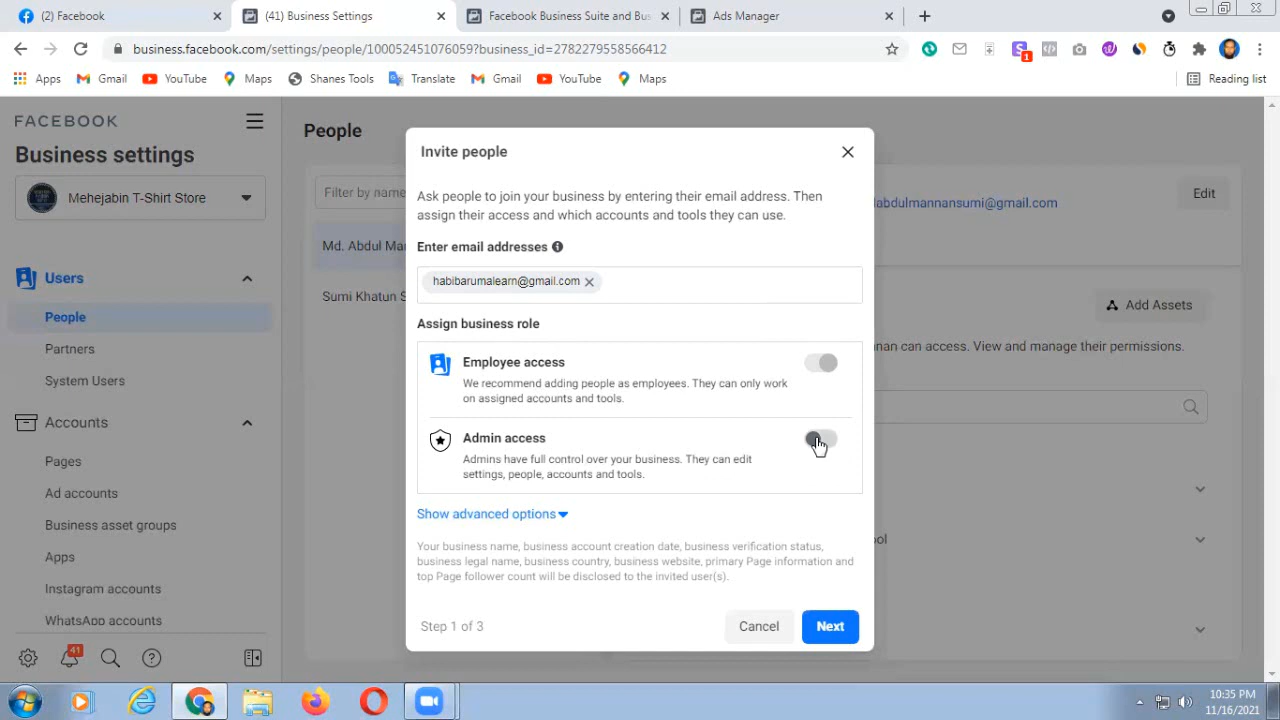 (2) Facebook
(41) Business Settings
Facebook Business Suite and Bus
Ads Manager
business.facebook.com/settings/people/100052451076059?business_id=2782279558566412
1
Apps
Gmail
YouTube
Maps
Shanes Tools
Translate
Gmail
YouTube
Maps
Reading list
FACEBOOK
Business settings
Mehejabin T-Shirt Store
Users
People
Partners
System Users
Accounts
Pages
Ad accounts
Business asset groups
Apps
Instagram accounts
WhatsApp accounts
41
People
Filter by name
Md. Abdul Ma
Sumi Khatun S
Invite people
Ask people to join your business by entering their email address. Then
assign their access and which accounts and tools they can use.
Enter email addresses
habibarumalearn@gmail.com
Assign business role
Employee access
We recommend adding people as employees. They can only work
on assigned accounts and tools.
Admin access
Admins have full control over your business. They can edit
settings, people, accounts and tools.
Show advanced options
Your business name, business account creation date, business verification status,
business legal name, business country, business website, primary Page information and
top Page follower count will be disclosed to the invited user(s).
Step 1 of 3
Cancel
Next
labdulmannansumi@gmail.com
Edit
Add Assets
nan can access. View and manage their permissions.
ol
10:35 PM
11/16/2021